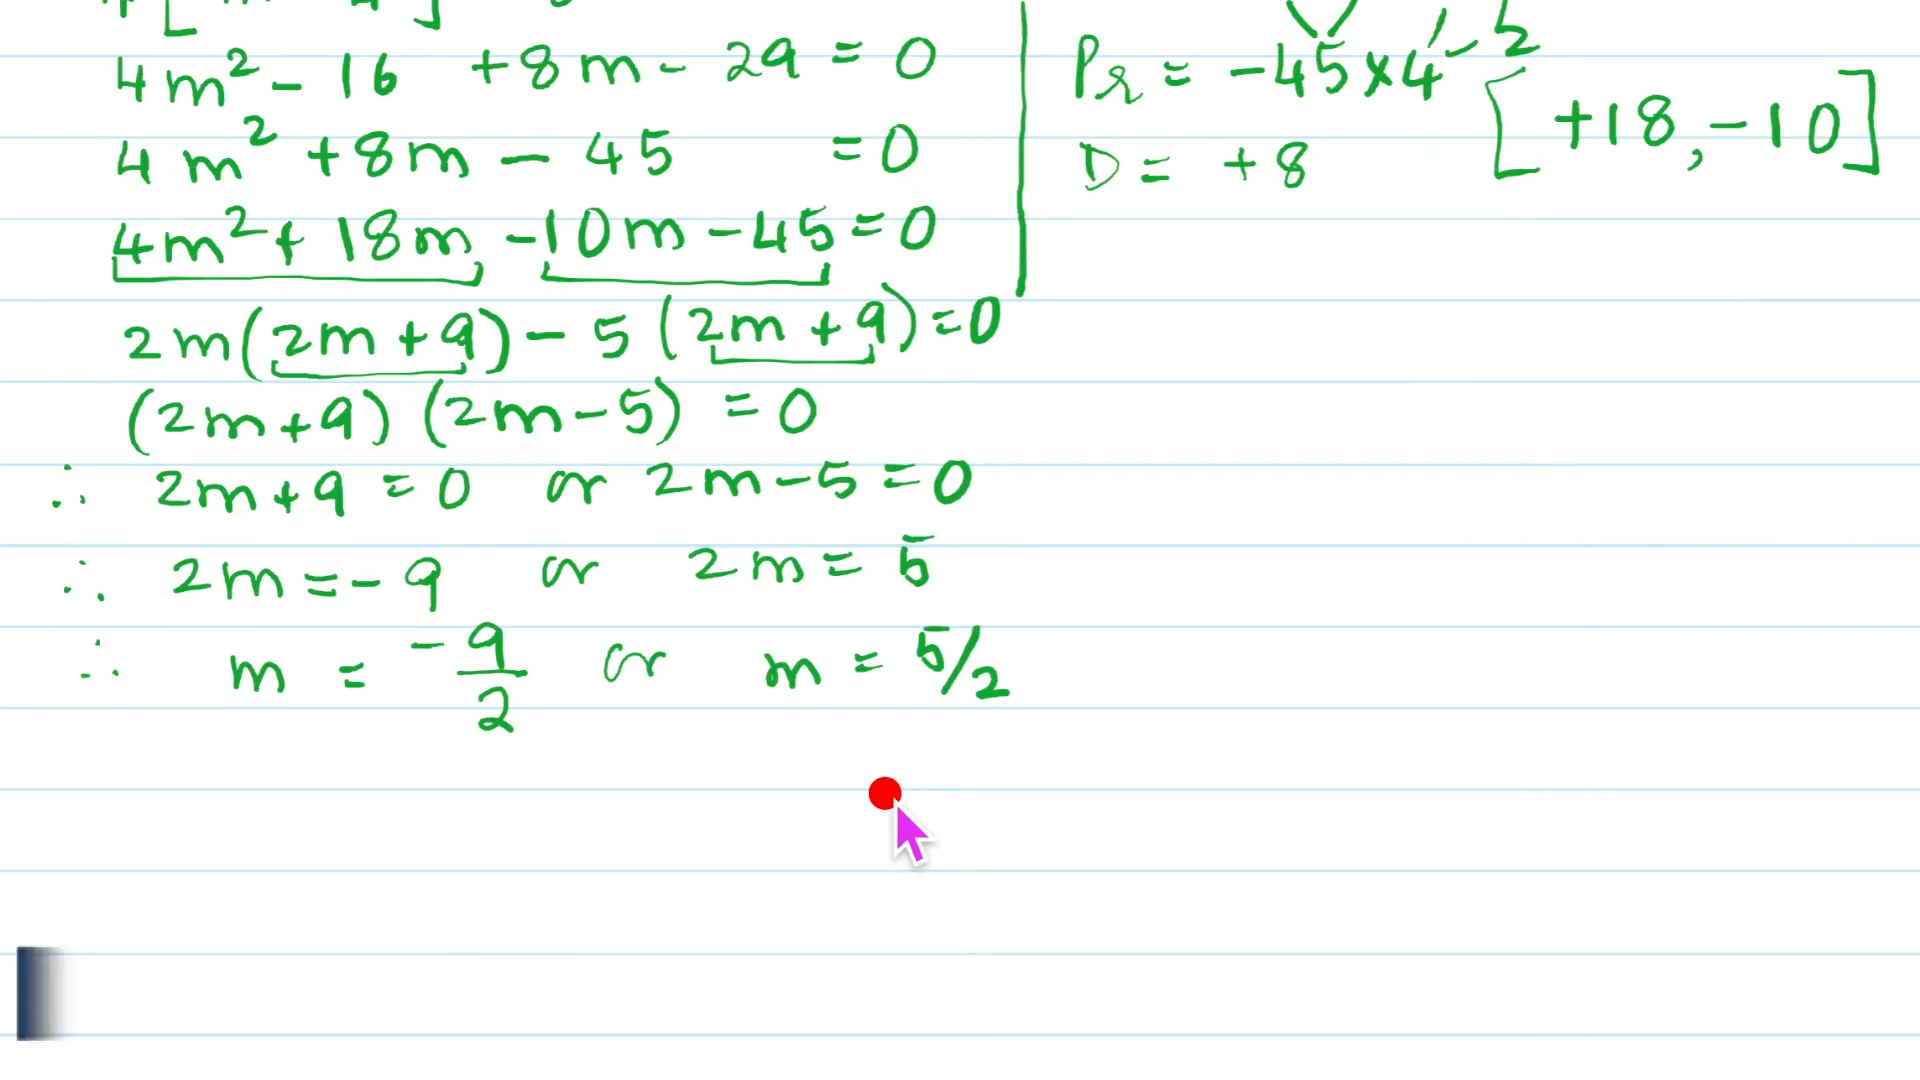 4m² - 16 + 8m - 29 = 0
4m² + 8m - 45 = 0
4m² + 18m - 10m - 45 = 0
2m(2m + 9) - 5(2m + 9) = 0
(2m + 9)(2m - 5) = 0
∴ 2m + 9 = 0 or 2m - 5 = 0
∴ 2m = -9 or 2m = 5
∴ m = -9/2 or m = 5/2
Pr = -45 × 4
[+18, -10]
D = +8